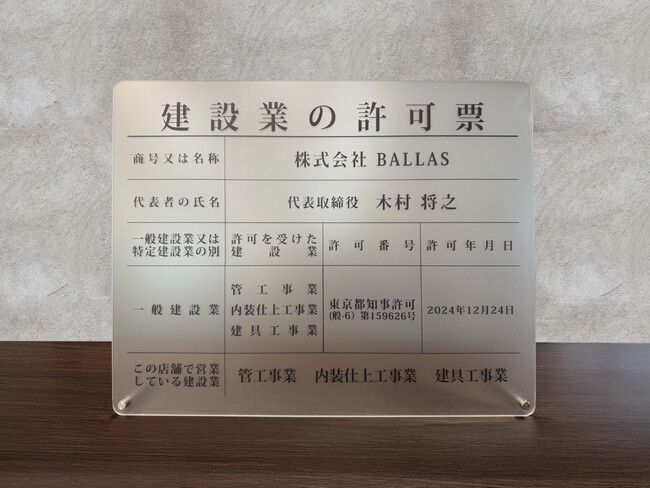 建設業の許可票
商号又は名称
株式会社 BALLAS
代表者の氏名
代表取締役 木村 将之
一般建設業又は
特定建設業の別
許可を受けた
建設業
許可番号
許可年月日
一般建設業
管工事業
内装仕上工事業
建具工事業
東京都知事許可
(般-6) 第159626号
2024年12月24日
この店舗で営業
している建設業
管工事業 内装仕上工事業 建具工事業